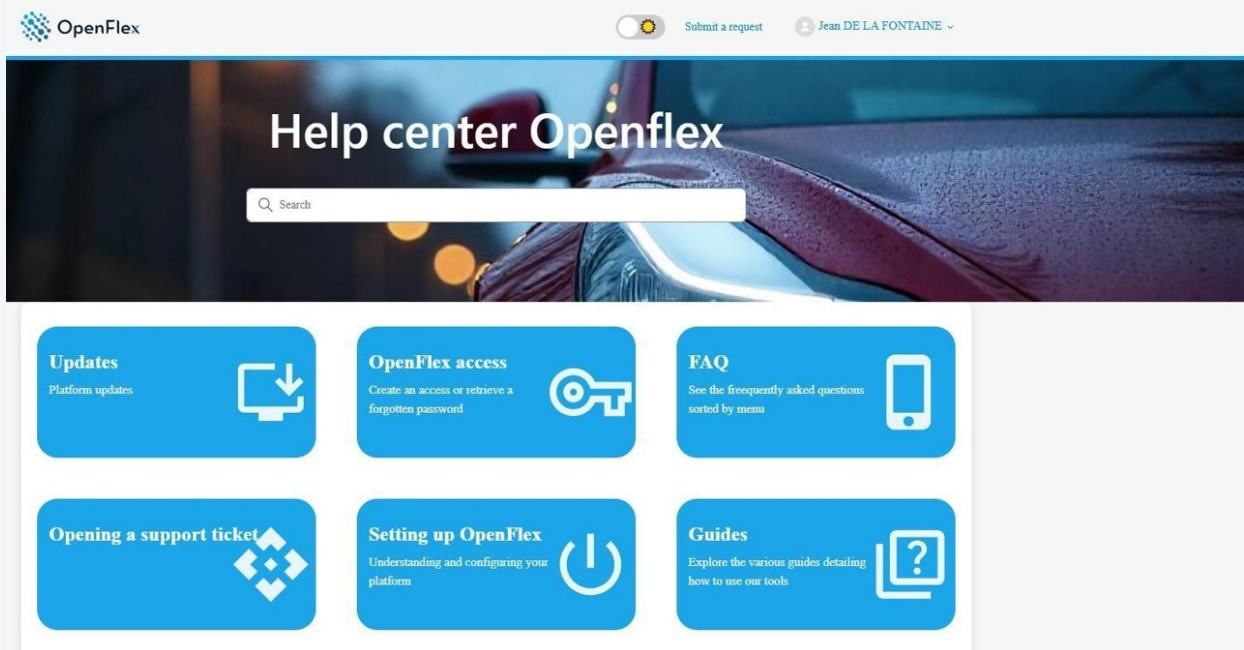 OpenFlex
Submit a request
Jean DE LA FONTAINE
Help center Openflex
Search
Updates
Platform updates
OpenFlex access
Create an access or retrieve a
forgotten password
FAQ
See the freequently asked questions
sorted by menu
Opening a support ticket
Setting up OpenFlex
Understanding and configuring your
platform
Guides
Explore the various guides detailing
how to use our tools
?